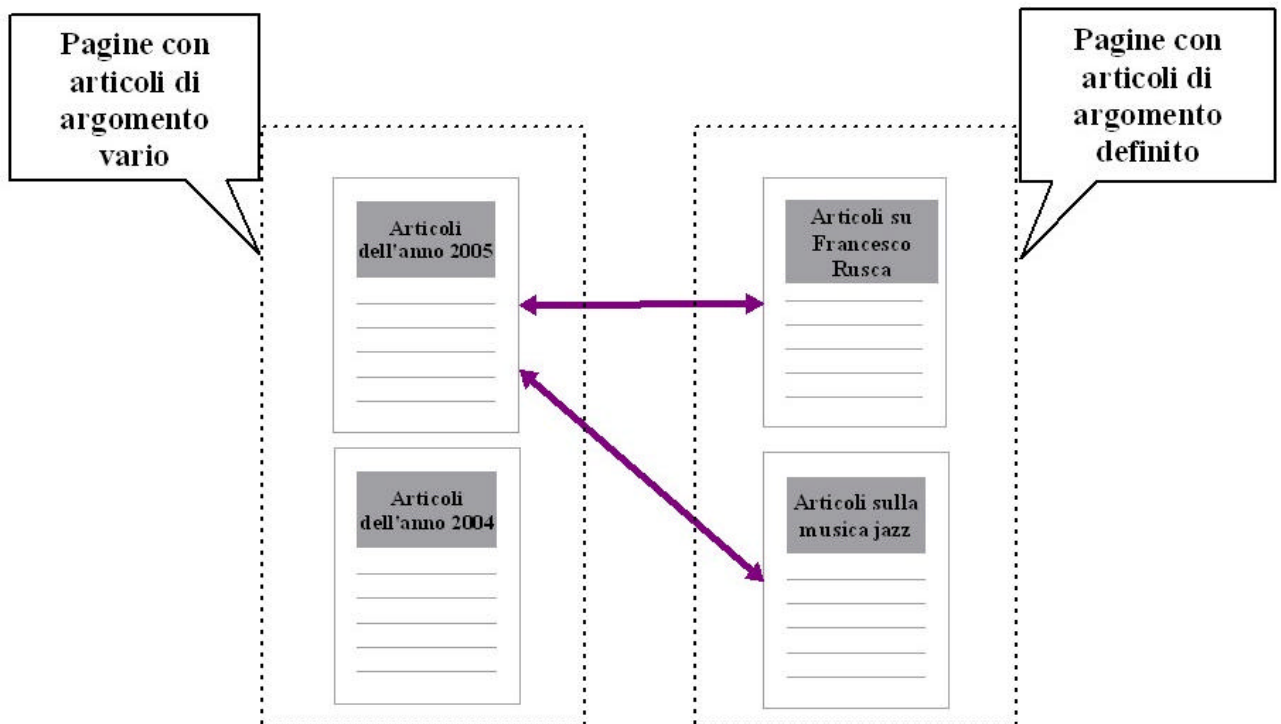 Pagine con
articoli di
argomento
vario
Pagine con
articoli di
argomento
definito
Articoli
dell'anno 2005
Articoli su
Francesco
Rusca
Articoli
dell'anno 2004
Articoli sulla
musica jazz